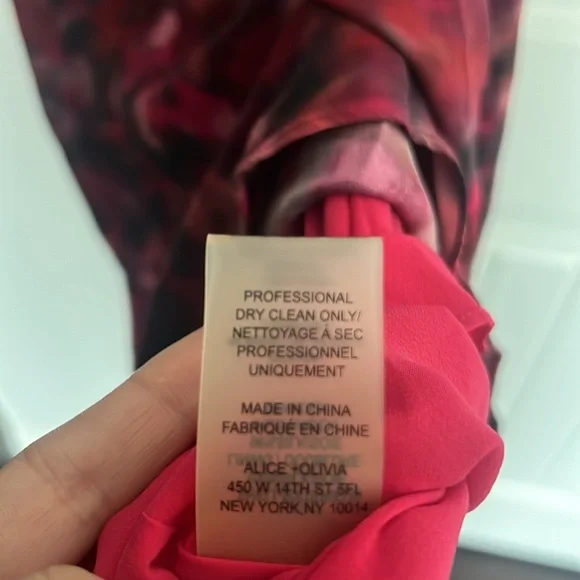 PROFESSIONAL
DRY CLEAN ONLY/
NETTOYAGE À SEC
PROFESSIONNEL
UNIQUEMENT
MADE IN CHINA
FABRIQUÉ EN CHINE
ALICE +OLIVIA
450 W 14TH ST 5FL
NEW YORK,NY 10014